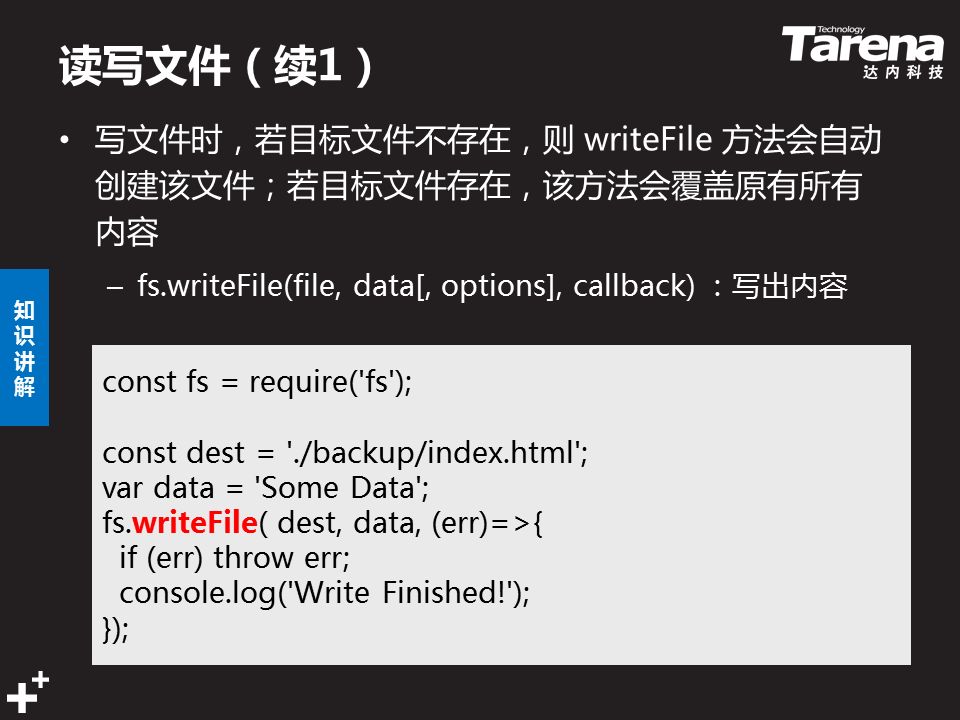 读写文件（续1）
Technology
Tarena
达内科技
• 写文件时，若目标文件不存在，则 writeFile 方法会自动
创建该文件；若目标文件存在，该方法会覆盖原有所有
内容
– fs.writeFile(file, data[, options], callback) ：写出内容
知
识
讲
解
const fs = require('fs');
const dest = './backup/index.html';
var data = 'Some Data';
fs.writeFile( dest, data, (err)=>{
  if (err) throw err;
  console.log('Write Finished!');
});